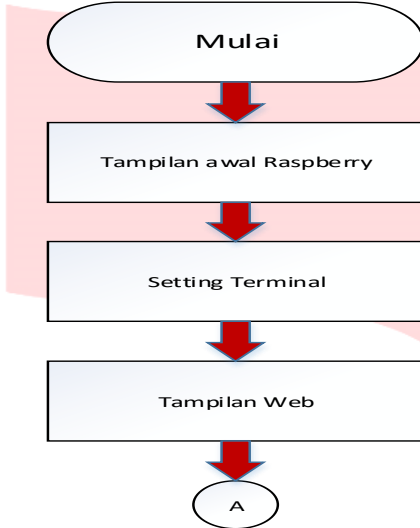 Mulai
Tampilan awal Raspberry
Setting Terminal
Tampilan Web
A